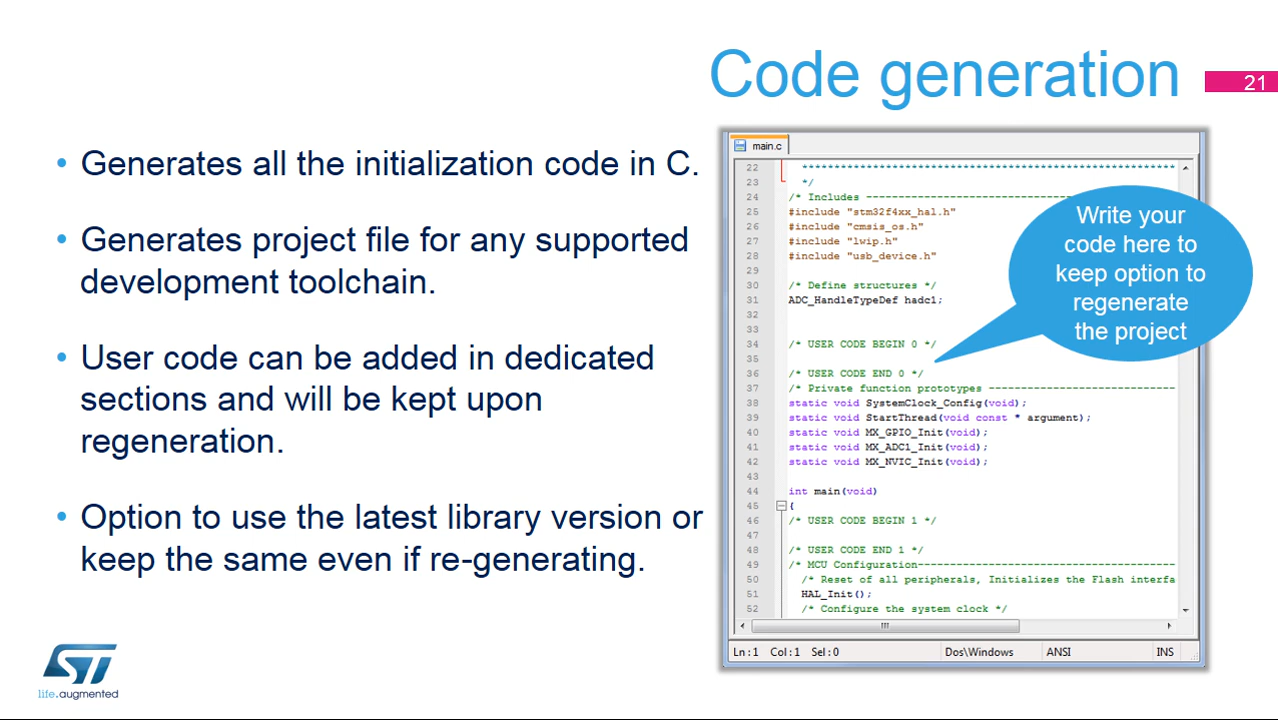 Code generation
21
• Generates all the initialization code in C.
• Generates project file for any supported
development toolchain.
• User code can be added in dedicated
sections and will be kept upon
regeneration.
• Option to use the latest library version or
keep the same even if re-generating.
main.c
22 **********************************************************
23 */
24 /* Includes --------------------------------
25 #include "stm32f4xx_hal.h"
26 #include "cmsis_os.h"
27 #include "lwip.h"
28 #include "usb_device.h"
29
30 /* Define structures */
31 ADC_HandleTypeDef hadc1;
32
33
34 /* USER CODE BEGIN 0 */
35
36 /* USER CODE END 0 */
37 /* Private function prototypes -----------------------------
38 static void SystemClock_Config(void);
39 static void StartThread(void const * argument);
40 static void MX_GPIO_Init(void);
41 static void MX_ADC1_Init(void);
42 static void MX_NVIC_Init(void);
43
44 int main(void)
45 {
46 /* USER CODE BEGIN 1 */
47
48 /* USER CODE END 1 */
49 /* MCU Configuration----------------------------------------
50 /* Reset of all peripherals, Initializes the Flash interfa
51 HAL_Init();
52 /* Configure the system clock */
Write your
code here to
keep option to
regenerate
the project
Ln:1 Col:1 Sel:0 Dos\Windows ANSI INS
ST
life.augmented